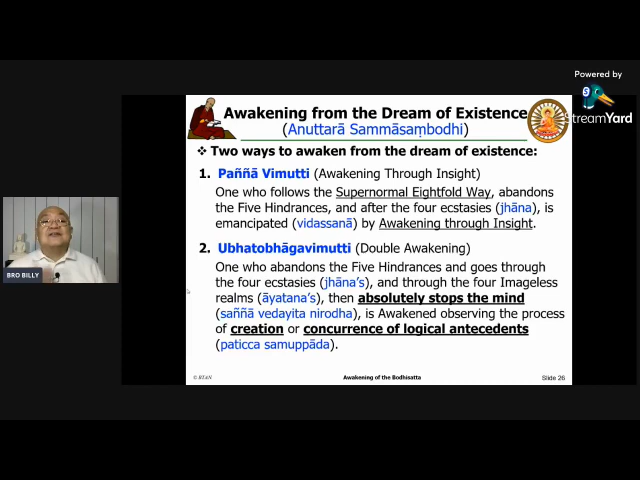 Powered by
S
StreamYard
Awakening from the Dream of Existence
(Anuttarā Sammāsaṃbodhi)
❖ Two ways to awaken from the dream of existence:
1. Paññā Vimutti (Awakening Through Insight)
One who follows the Supernormal Eightfold Way, abandons
the Five Hindrances, and after the four ecstasies (jhāna), is
emancipated (vidassanā) by Awakening through Insight.
2. Ubhatobhāgavimutti (Double Awakening)
One who abandons the Five Hindrances and goes through
the four ecstasies (jhāna's), and through the four Imageless
realms (āyatana's), then absolutely stops the mind
(saññā vedayita nirodha), is Awakened observing the process
of creation or concurrence of logical antecedents
(paticca samuppāda).
BRO BILLY
© BTAN
Awakening of the Bodhisatta
Slide 26